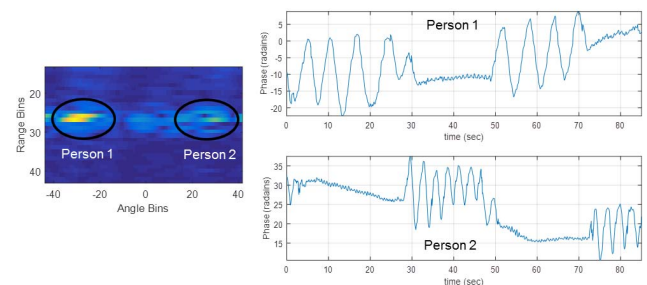 20
30
40
Range Bins
Person 1
Person 2
-40 -20 0 20 40
Angle Bins
Person 1
5
0
-5
-10
-15
-20
Phase (radains)
0 10 20 30 40 50 60 70 80
time (sec)
35
30
25
20
15
Phase (radains)
Person 2
0 10 20 30 40 50 60 70 80
time (sec)